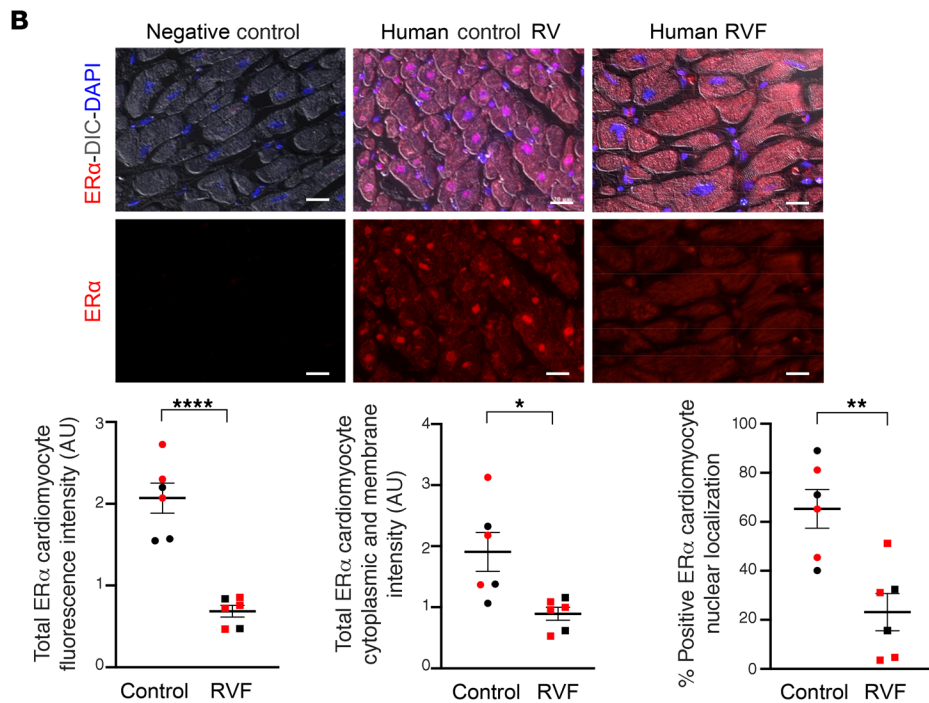 B
Negative control
Human control RV
Human RVF
ERα-DIC-DAPI
ERα
Total ERα cardiomyocyte
fluorescence intensity (AU)
3
2
1
0
****
Control
RVF
Total ERα cardiomyocyte
cytoplasmic and membrane
intensity (AU)
4
3
2
1
0
*
Control
RVF
% Positive ERα cardiomyocyte
nuclear localization
100
80
60
40
20
0
**
Control
RVF